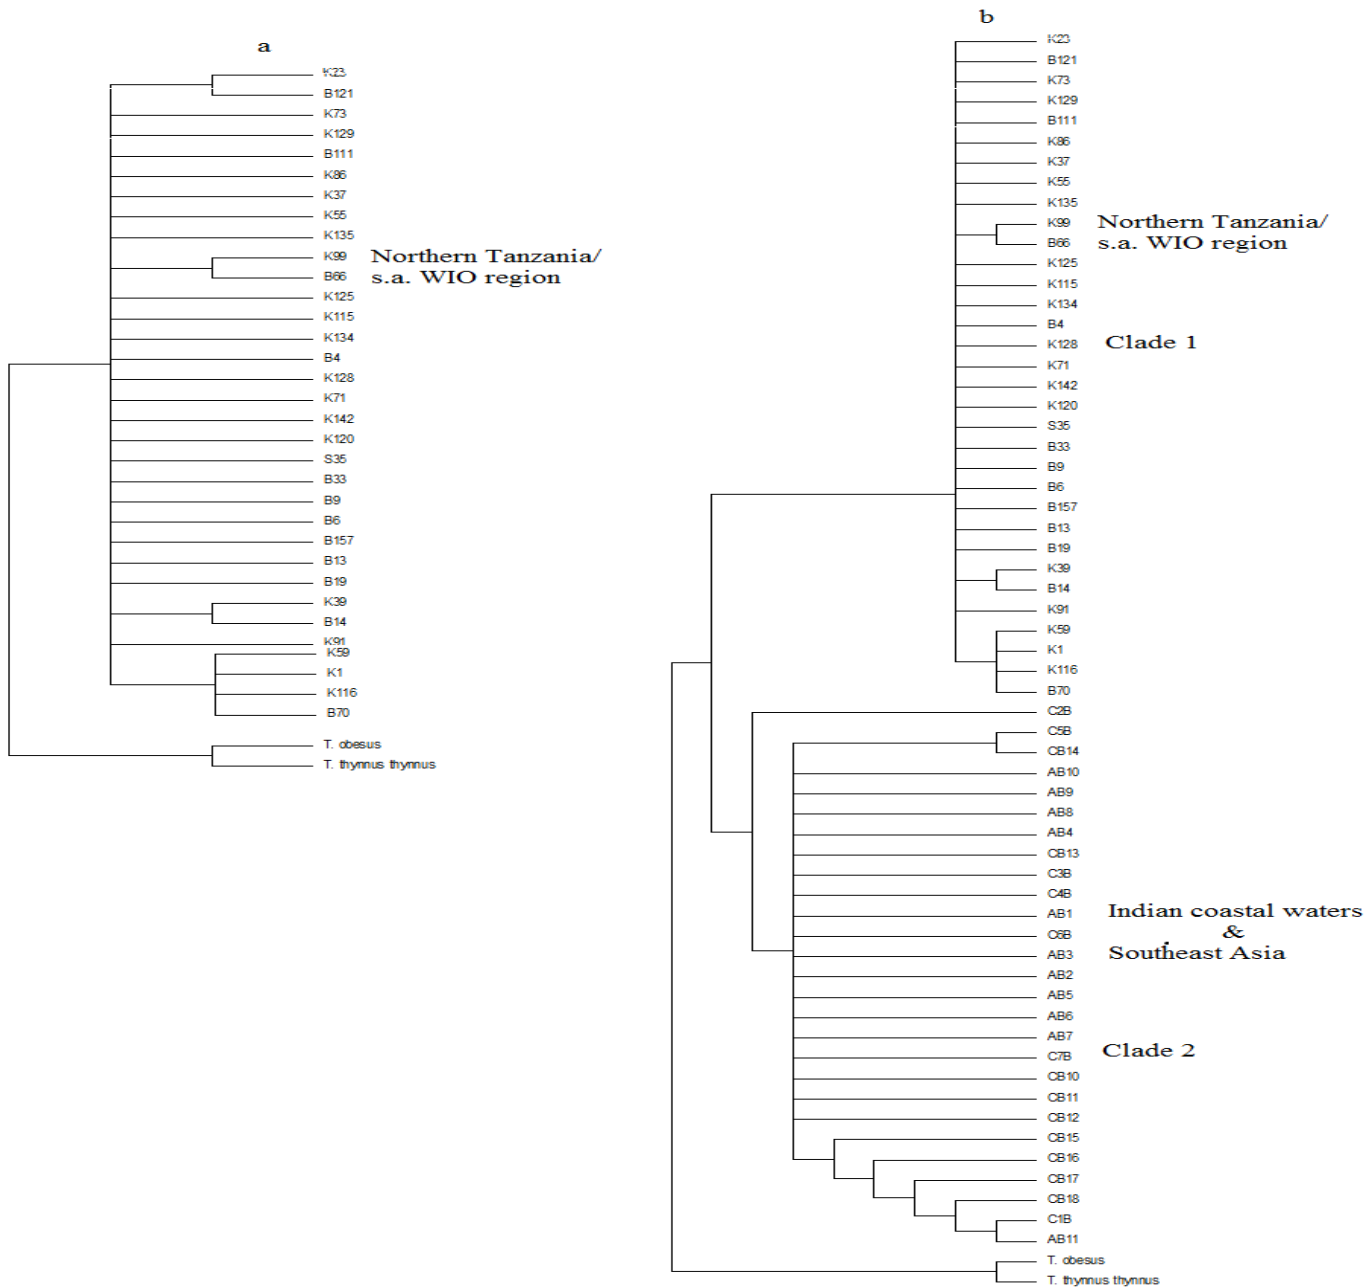 a
K23
B121
K73
K129
B111
K86
K37
K55
K135
K99
B66
Northern Tanzania/
s.a. WIO region
K125
K115
K134
B4
K128
K71
K142
K120
S35
B33
B9
B6
B157
B13
B19
K39
B14
K91
K59
K1
K116
B70
T. obesus
T. thynnus thynnus
b
K23
B121
K73
K129
B111
K86
K37
K55
K135
K99
B66
Northern Tanzania/
s.a. WIO region
K125
K115
K134
B4
K128
Clade 1
K71
K142
K120
S35
B33
B9
B6
B157
B13
B19
K39
B14
K91
K59
K1
K116
B70
C2B
C5B
CB14
AB10
AB9
AB8
AB4
CB13
C3B
C4B
AB1
C6B
AB3
Indian coastal waters
&
Southeast Asia
AB2
AB5
AB6
AB7
C7B
Clade 2
CB10
CB11
CB12
CB15
CB16
CB17
CB18
C1B
AB11
T. obesus
T. thynnus thynnus